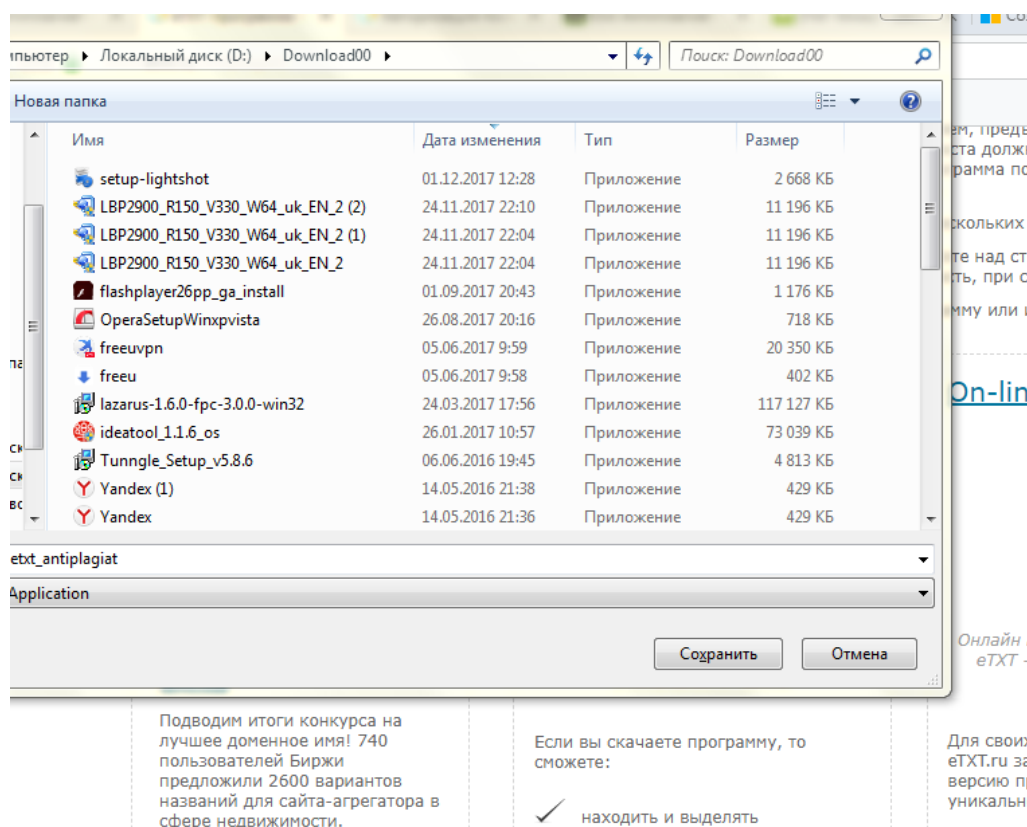 Локальный диск (D:) Download00 Поиск: Download00
Новая папка
Имя Дата изменения Тип Размер
setup-lightshot 01.12.2017 12:28 Приложение 2 668 КБ
LBP2900_R150_V330_W64_uk_EN_2 (2) 24.11.2017 22:10 Приложение 11 196 КБ
LBP2900_R150_V330_W64_uk_EN_2 (1) 24.11.2017 22:04 Приложение 11 196 КБ
LBP2900_R150_V330_W64_uk_EN_2 24.11.2017 22:04 Приложение 11 196 КБ
flashplayer26pp_ga_install 01.09.2017 20:43 Приложение 1 176 КБ
OperaSetupWinxpvista 26.08.2017 20:16 Приложение 718 КБ
freeuvpn 05.06.2017 9:59 Приложение 20 350 КБ
freeu 05.06.2017 9:58 Приложение 402 КБ
lazarus-1.6.0-fpc-3.0.0-win32 24.03.2017 17:56 Приложение 117 127 КБ
ideatool_1.1.6_os 26.01.2017 10:57 Приложение 73 039 КБ
Tunngle_Setup_v5.8.6 06.06.2016 19:45 Приложение 4 813 КБ
Yandex (1) 14.05.2016 21:38 Приложение 429 КБ
Yandex 14.05.2016 21:36 Приложение 429 КБ
etxt_antiplagiat
Application
Сохранить Отмена
скольких
те над ст
ть, при с
мму или и
On-lin
Онлайн
eTXT -
Подводим итоги конкурса на
лучшее доменное имя! 740
пользователей Биржи
предложили 2600 вариантов
названий для сайта-агрегатора в
сфере недвижимости.
Если вы скачаете программу, то
сможете:
находить и выделять
Для своих
eTXT.ru за
версию п
уникальн